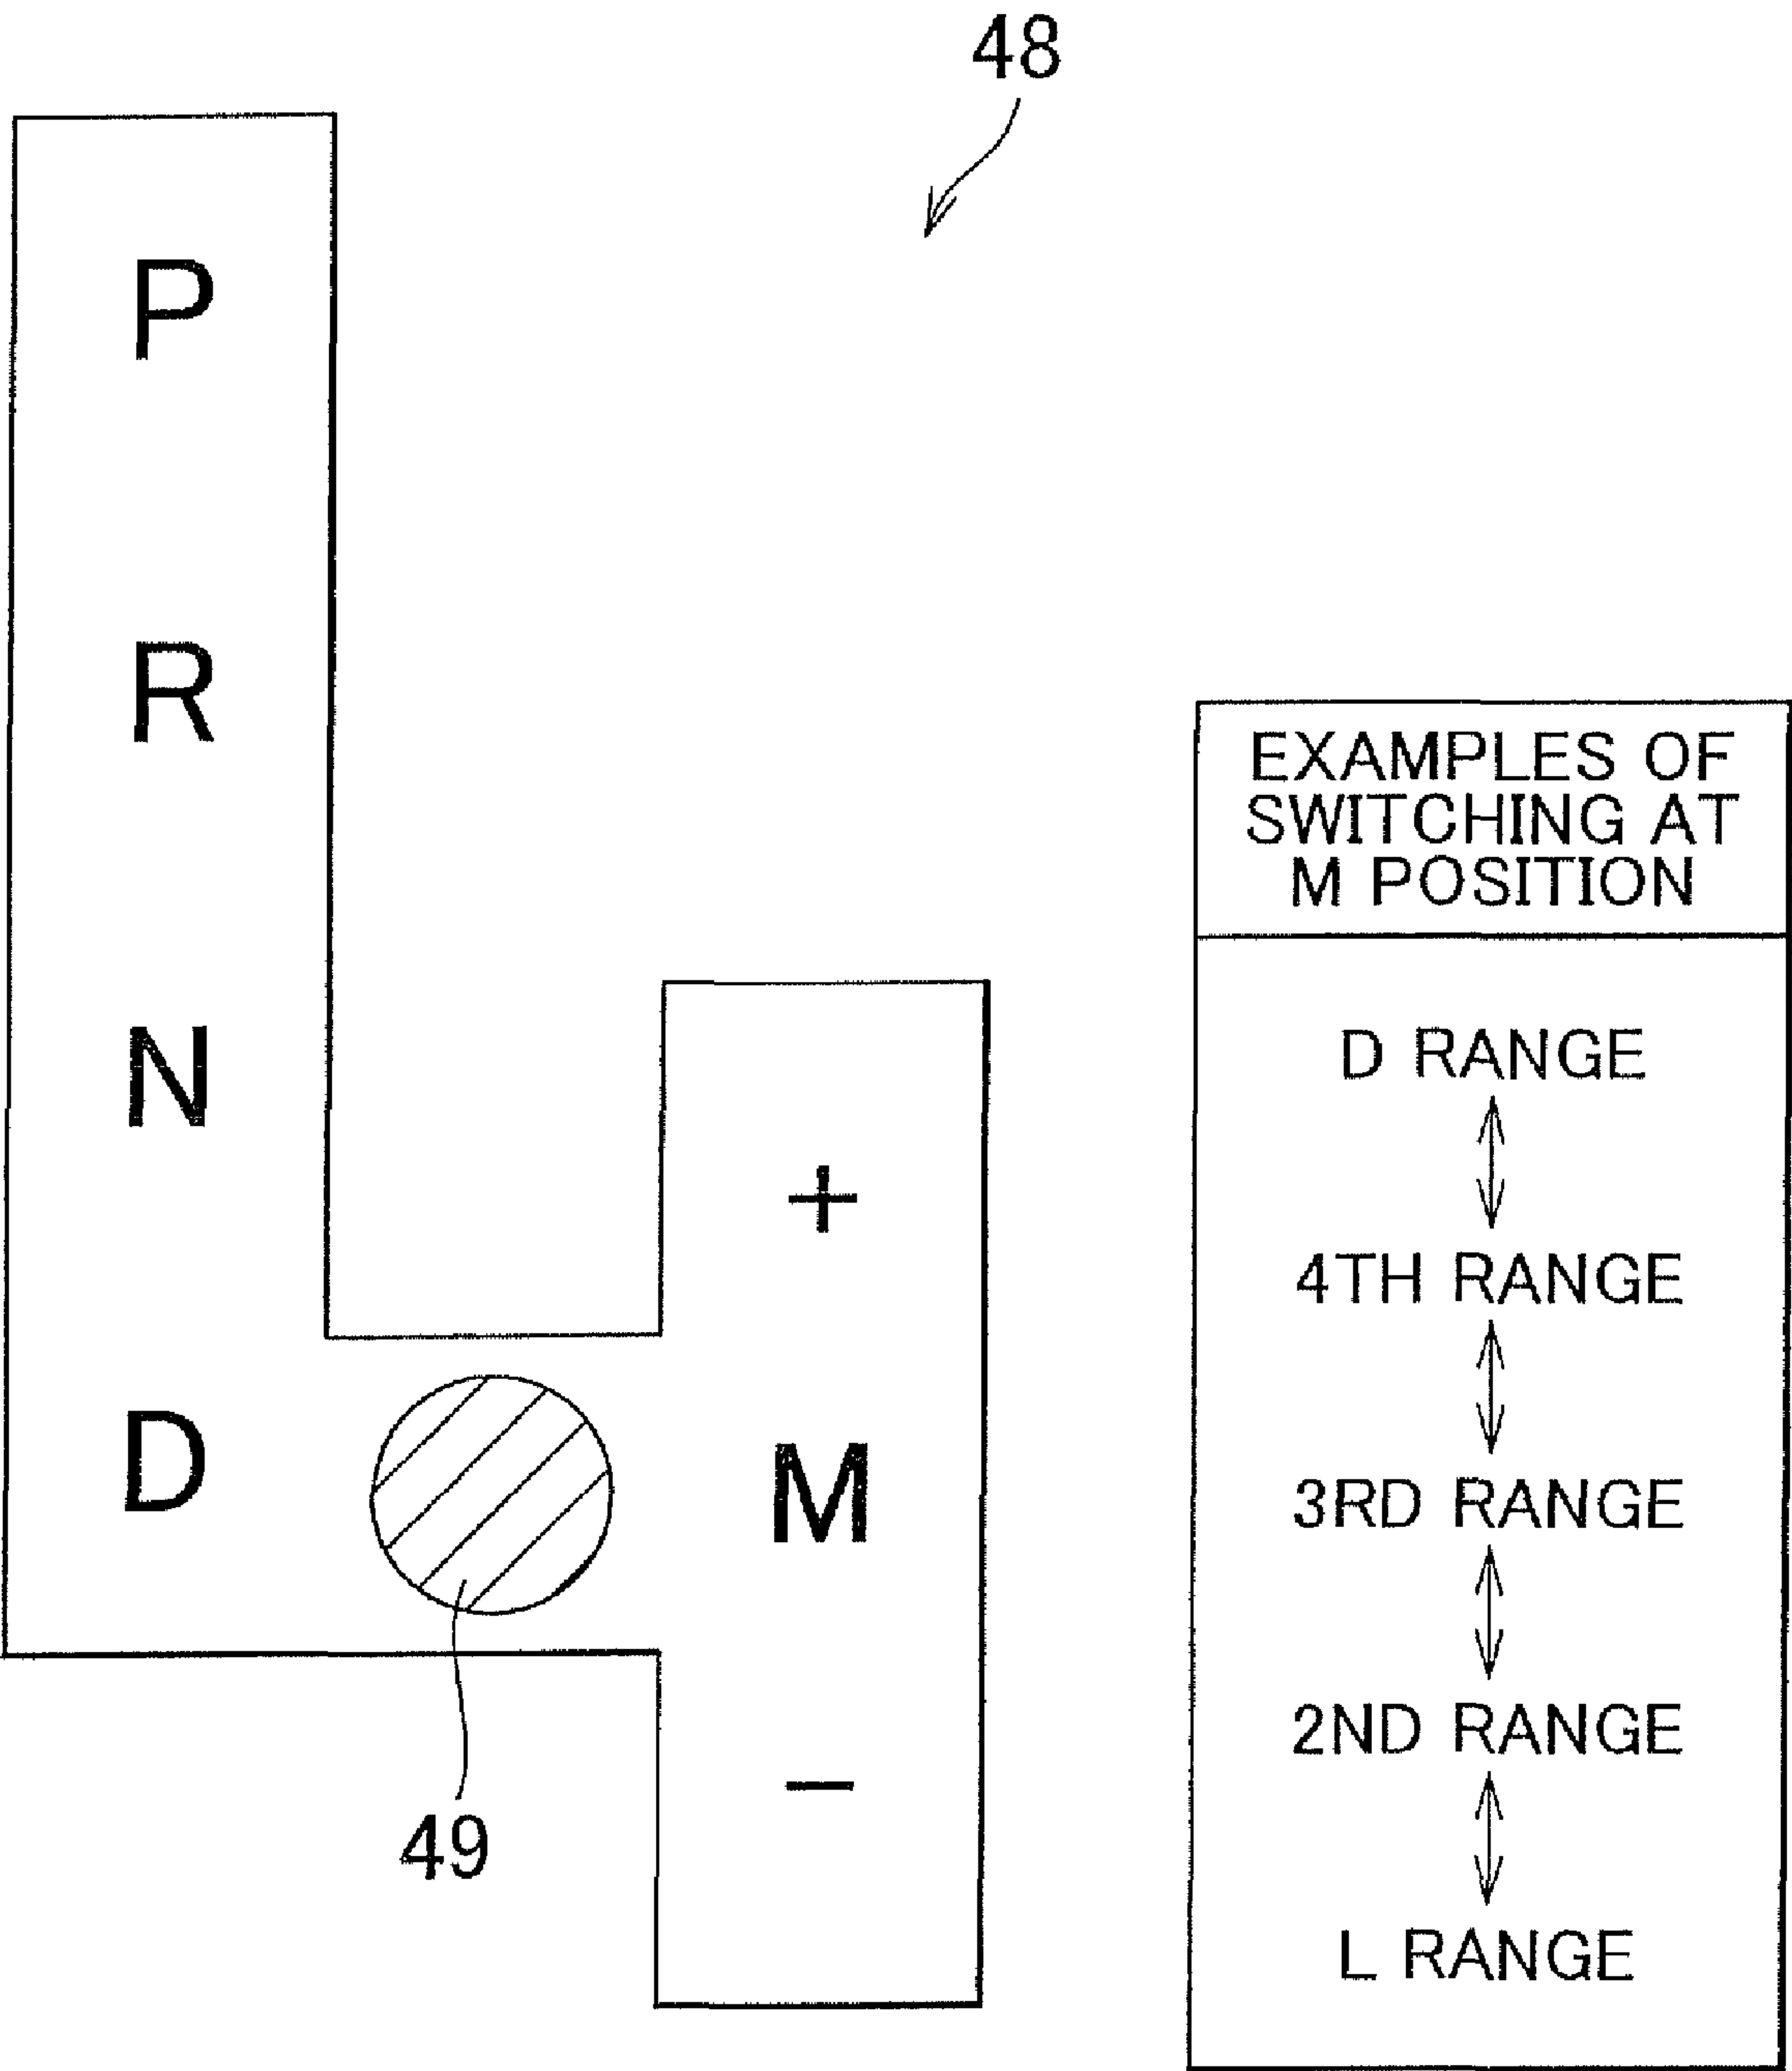 48
P
R
N
D
+
M
−
49
EXAMPLES OF
SWITCHING AT
M POSITION
D RANGE
4TH RANGE
3RD RANGE
2ND RANGE
L RANGE